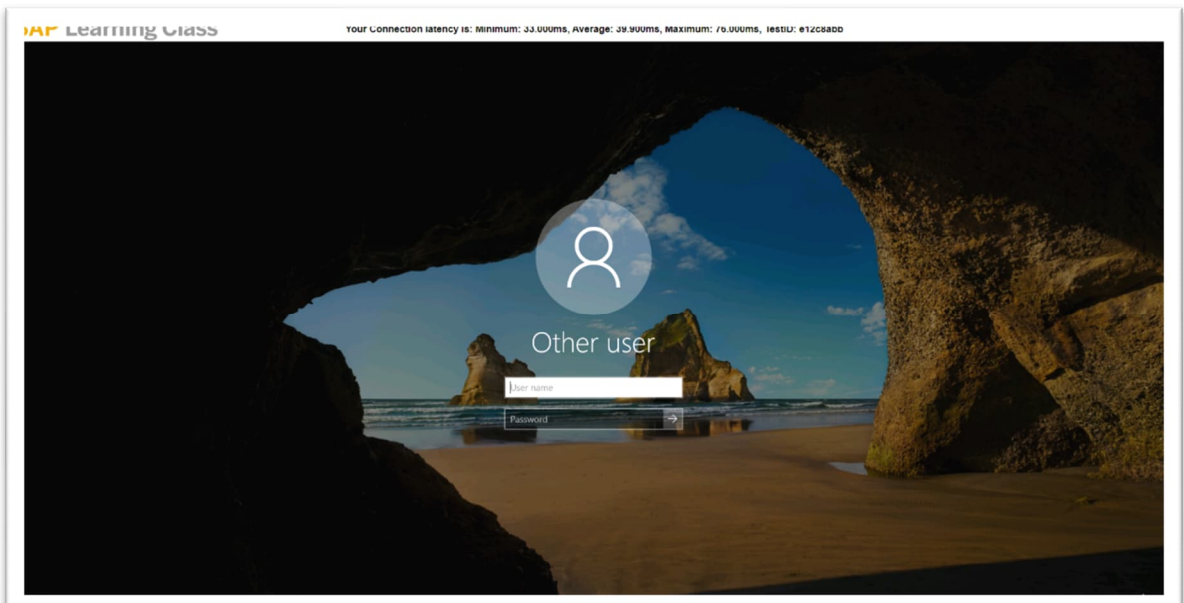 SAP Learning Class
Your Connection latency is: Minimum: 33.000ms, Average: 39.900ms, Maximum: 76.000ms, TestID: e12c8abb
Other user
User name
Password